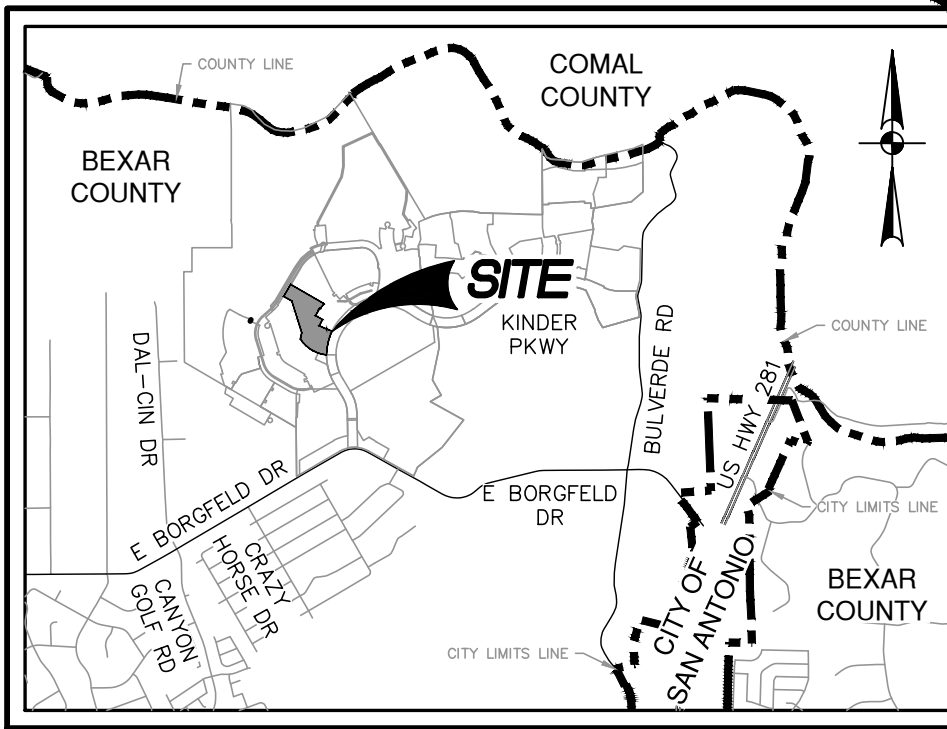 COUNTY LINE
COMAL
COUNTY
BEXAR
COUNTY
SITE
KINDER
PKWY
COUNTY LINE
DAL-CIN DR
BULVERDE RD
US HWY 281
E BORGFELD DR
E BORGFELD
DR
CITY LIMITS LINE
CRAZY
HORSE DR
CANYON
GOLF RD
CITY OF
SAN ANTONIO
BEXAR
COUNTY
CITY LIMITS LINE